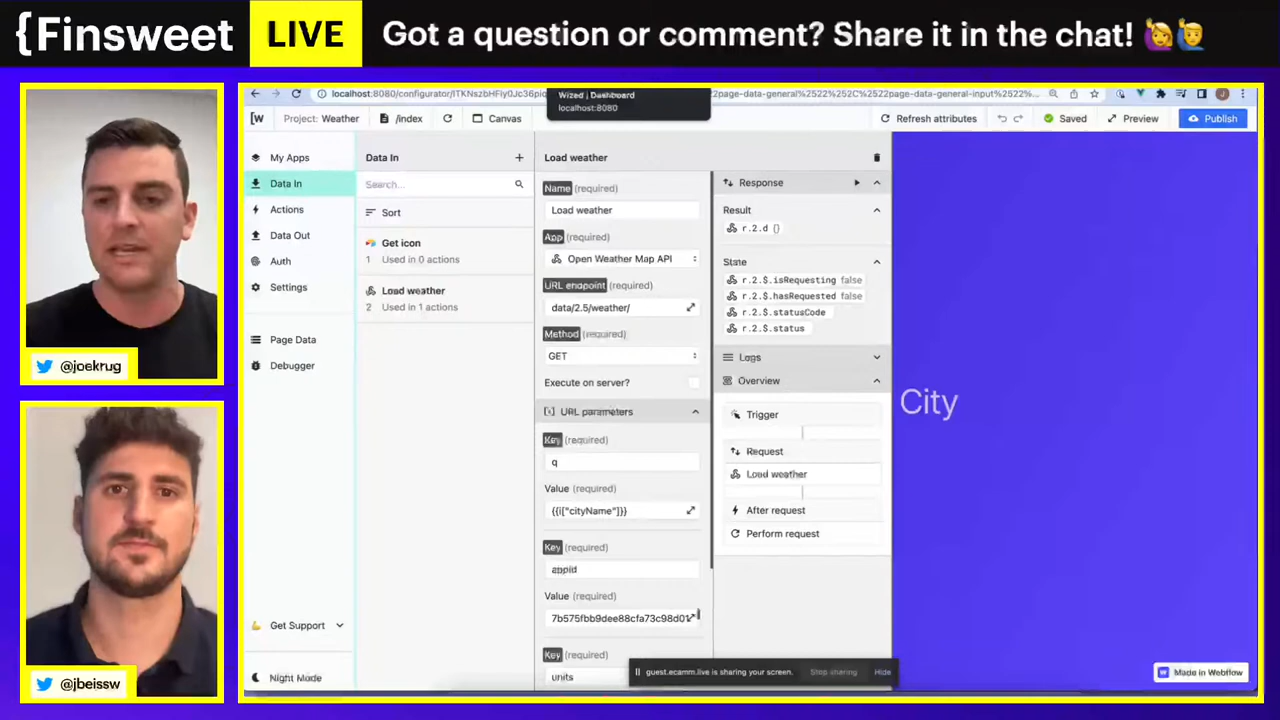 {Finsweet LIVE Got a question or comment? Share it in the chat! 🙋‍♀️🙋‍♂️
@joekrug
@jbeissw
Wized | Dashboard
localhost:8080
Project: Weather
/index
Canvas
Refresh attributes
Saved
Preview
Publish
My Apps
Data In
Actions
Data Out
Auth
Settings
Page Data
Debugger
Get Support
Night Mode
Data In
Search...
Sort
Get icon
1 Used in 0 actions
Load weather
2 Used in 1 actions
Load weather
Name (required)
Load weather
App (required)
Open Weather Map API
URL endpoint (required)
data/2.5/weather/
Method (required)
GET
Execute on server?
URL parameters
Key (required)
q
Value (required)
{{i["cityName"]}}
Key (required)
appid
Value (required)
Key (required)
units
Response
Result
r.2.d {}
State
r.2.$.isRequesting false
r.2.$.hasRequested false
r.2.$.statusCode
r.2.$.status
Logs
Overview
Trigger
Request
Load weather
After request
Perform request
City
guest.ecamm.live is sharing your screen.
Stop sharing
Hide
Made in Webflow